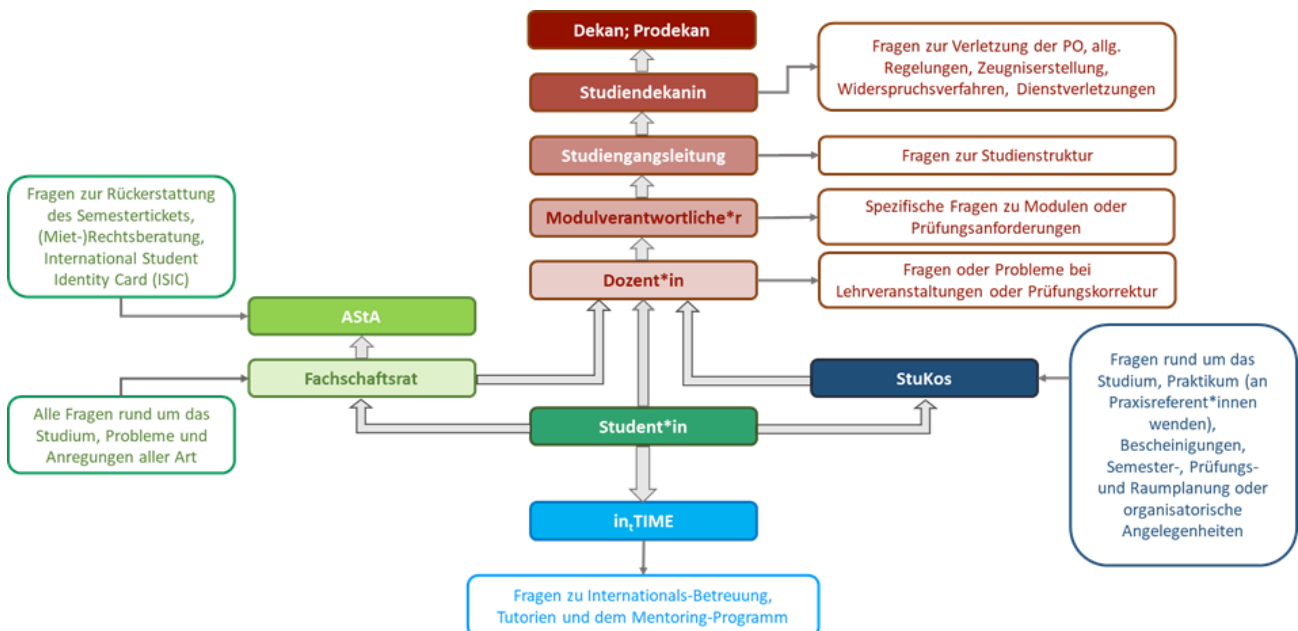 Dekan; Prodekan
Fragen zur Verletzung der PO, allg.
Regelungen, Zeugniserstellung,
Widerspruchsverfahren, Dienstverletzungen
Studiendekanin
Studiengangsleitung
Fragen zur Studienstruktur
Fragen zur Rückerstattung
des Semestertickets,
(Miet-)Rechtsberatung,
International Student
Identity Card (ISIC)
Modulverantwortliche*r
Spezifische Fragen zu Modulen oder
Prüfungsanforderungen
Dozent*in
Fragen oder Probleme bei
Lehrveranstaltungen oder Prüfungskorrektur
AStA
Fachschaftsrat
StuKos
Fragen rund um das
Studium, Praktikum (an
Praxisreferent*innen
wenden),
Bescheinigungen,
Semester-, Prüfungs-
und Raumplanung oder
organisatorische
Angelegenheiten
Alle Fragen rund um das
Studium, Probleme und
Anregungen aller Art
Student*in
intTIME
Fragen zu Internationals-Betreuung,
Tutorien und dem Mentoring-Programm